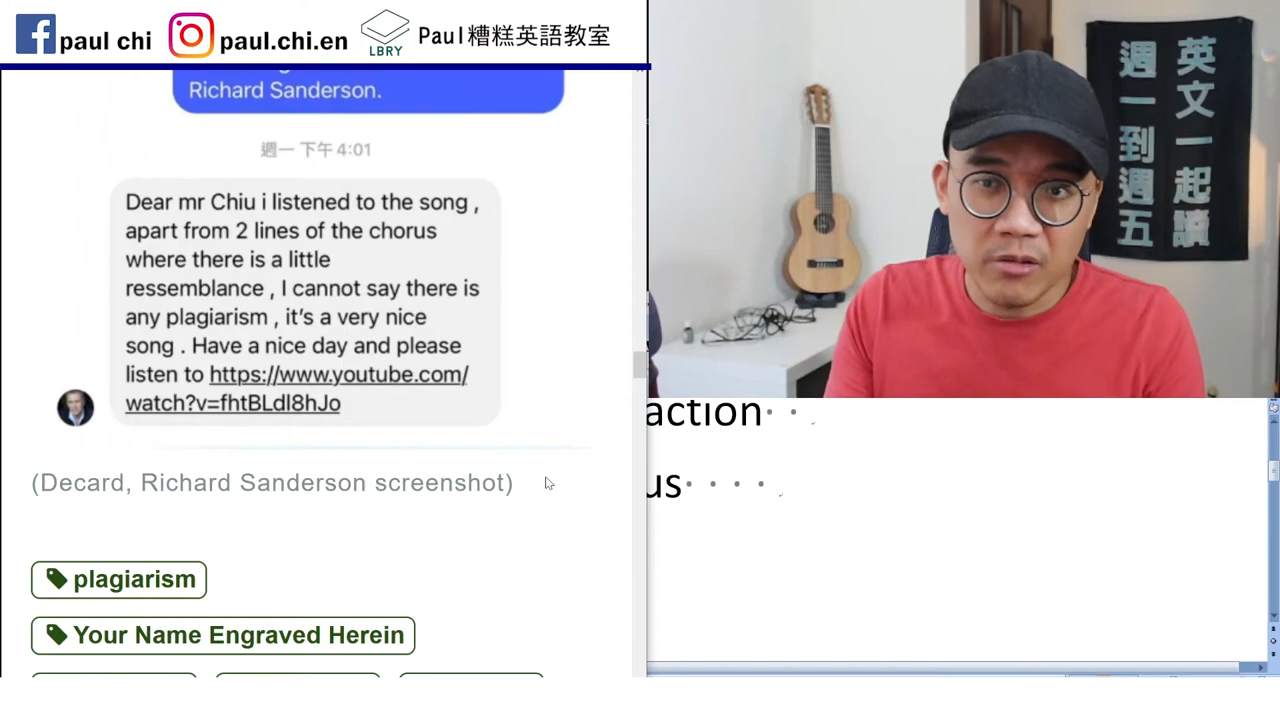 paul chi
paul.chi.en
LBRY
Paul糟糕英語教室
Richard Sanderson.
週一 下午 4:01
Dear mr Chiu i listened to the song ,
apart from 2 lines of the chorus
where there is a little
ressemblance , I cannot say there is
any plagiarism , it's a very nice
song . Have a nice day and please
listen to https://www.youtube.com/
watch?v=fhtBLdl8hJo
(Decard, Richard Sanderson screenshot)
plagiarism
Your Name Engraved Herein
英文一起讀
週一到週五
action
us